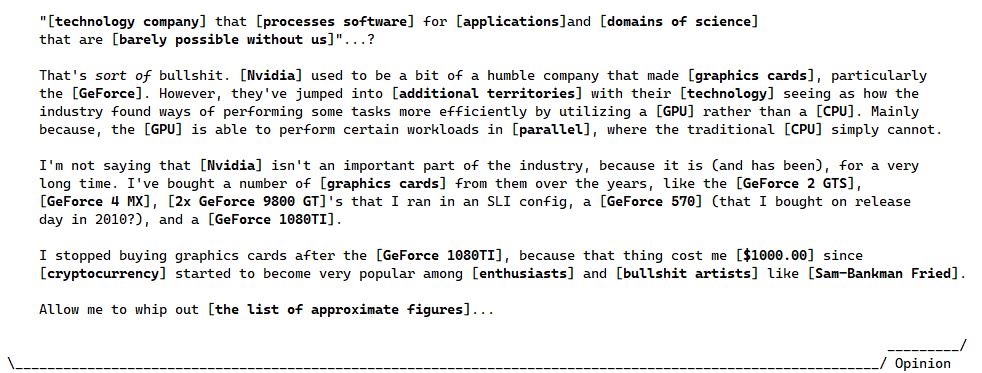 "[technology company] that [processes software] for [applications]and [domains of science]
that are [barely possible without us]"...?
That's sort of bullshit. [Nvidia] used to be a bit of a humble company that made [graphics cards], particularly
the [GeForce]. However, they've jumped into [additional territories] with their [technology] seeing as how the
industry found ways of performing some tasks more efficiently by utilizing a [GPU] rather than a [CPU]. Mainly
because, the [GPU] is able to perform certain workloads in [parallel], where the traditional [CPU] simply cannot.
I'm not saying that [Nvidia] isn't an important part of the industry, because it is (and has been), for a very
long time. I've bought a number of [graphics cards] from them over the years, like the [GeForce 2 GTS],
[GeForce 4 MX], [2x GeForce 9800 GT]'s that I ran in an SLI config, a [GeForce 570] (that I bought on release
day in 2010?), and a [GeForce 1080TI].
I stopped buying graphics cards after the [GeForce 1080TI], because that thing cost me [$1000.00] since
[cryptocurrency] started to become very popular among [enthusiasts] and [bullshit artists] like [Sam-Bankman Fried].
Allow me to whip out [the list of approximate figures]...
_________/
\____________________________________________________________________________________________________________/ Opinion